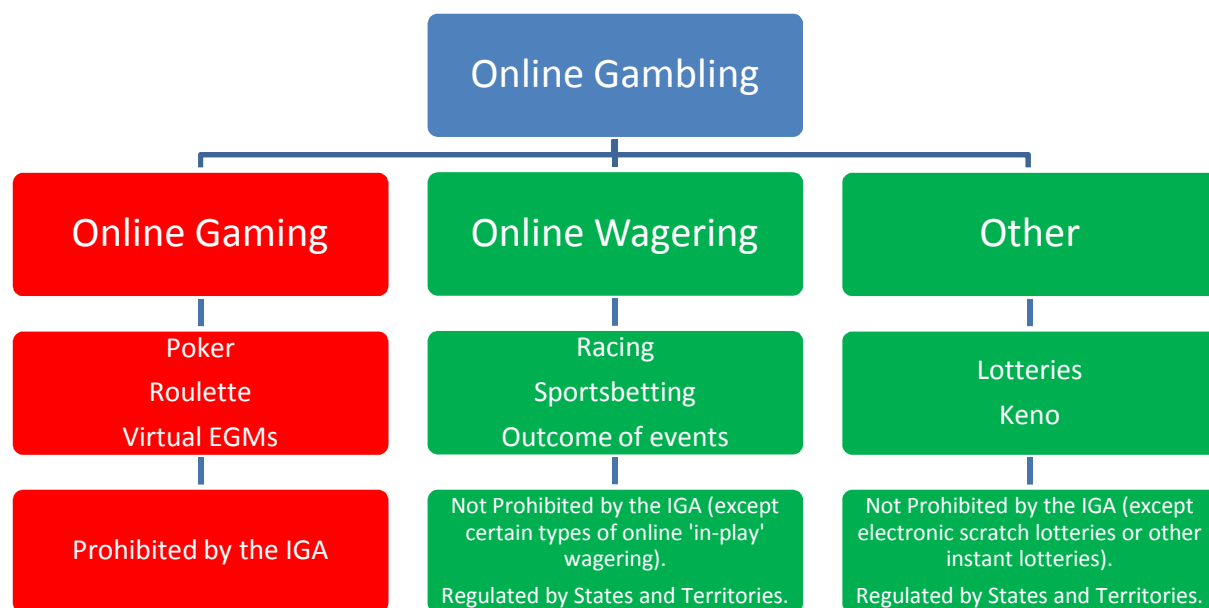 Online Gambling
Online Gaming
Online Wagering
Other
Poker
Roulette
Virtual EGMs
Racing
Sportsbetting
Outcome of events
Lotteries
Keno
Prohibited by the IGA
Not Prohibited by the IGA (except
certain types of online 'in-play'
wagering).
Regulated by States and Territories.
Not Prohibited by the IGA (except
electronic scratch lotteries or other
instant lotteries).
Regulated by States and Territories.